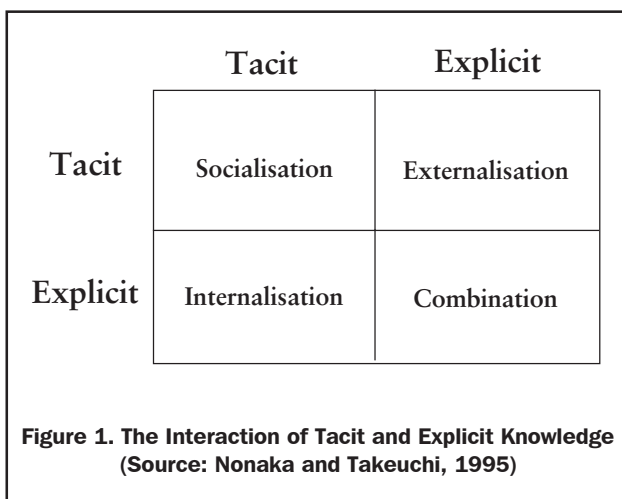 Tacit Explicit
Tacit Socialisation Externalisation
Explicit Internalisation Combination
Figure 1. The Interaction of Tacit and Explicit Knowledge
(Source: Nonaka and Takeuchi, 1995)